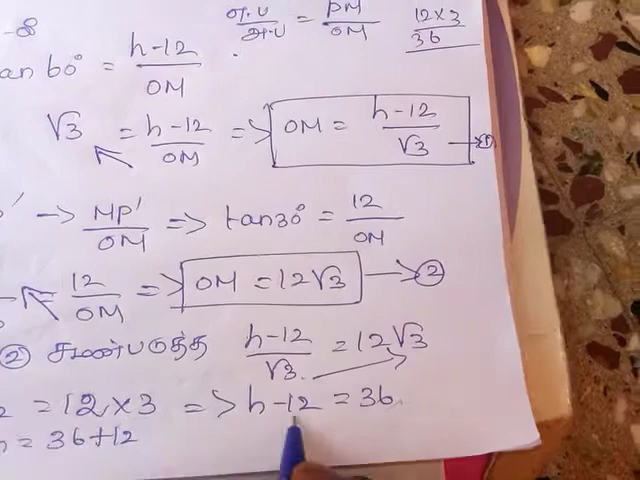 எ.ப / அ.ப = PM / OM
12×3
36
tan 60° = h-12 / OM
√3 = h-12 / OM => OM = h-12 / √3 → ①
→ MP' / OM => tan30° = 12 / OM
= 12 / OM => OM = 12√3 → ②
② சமன்படுத்த h-12 / √3 = 12√3
= 12×3 => h-12 = 36
h = 36+12